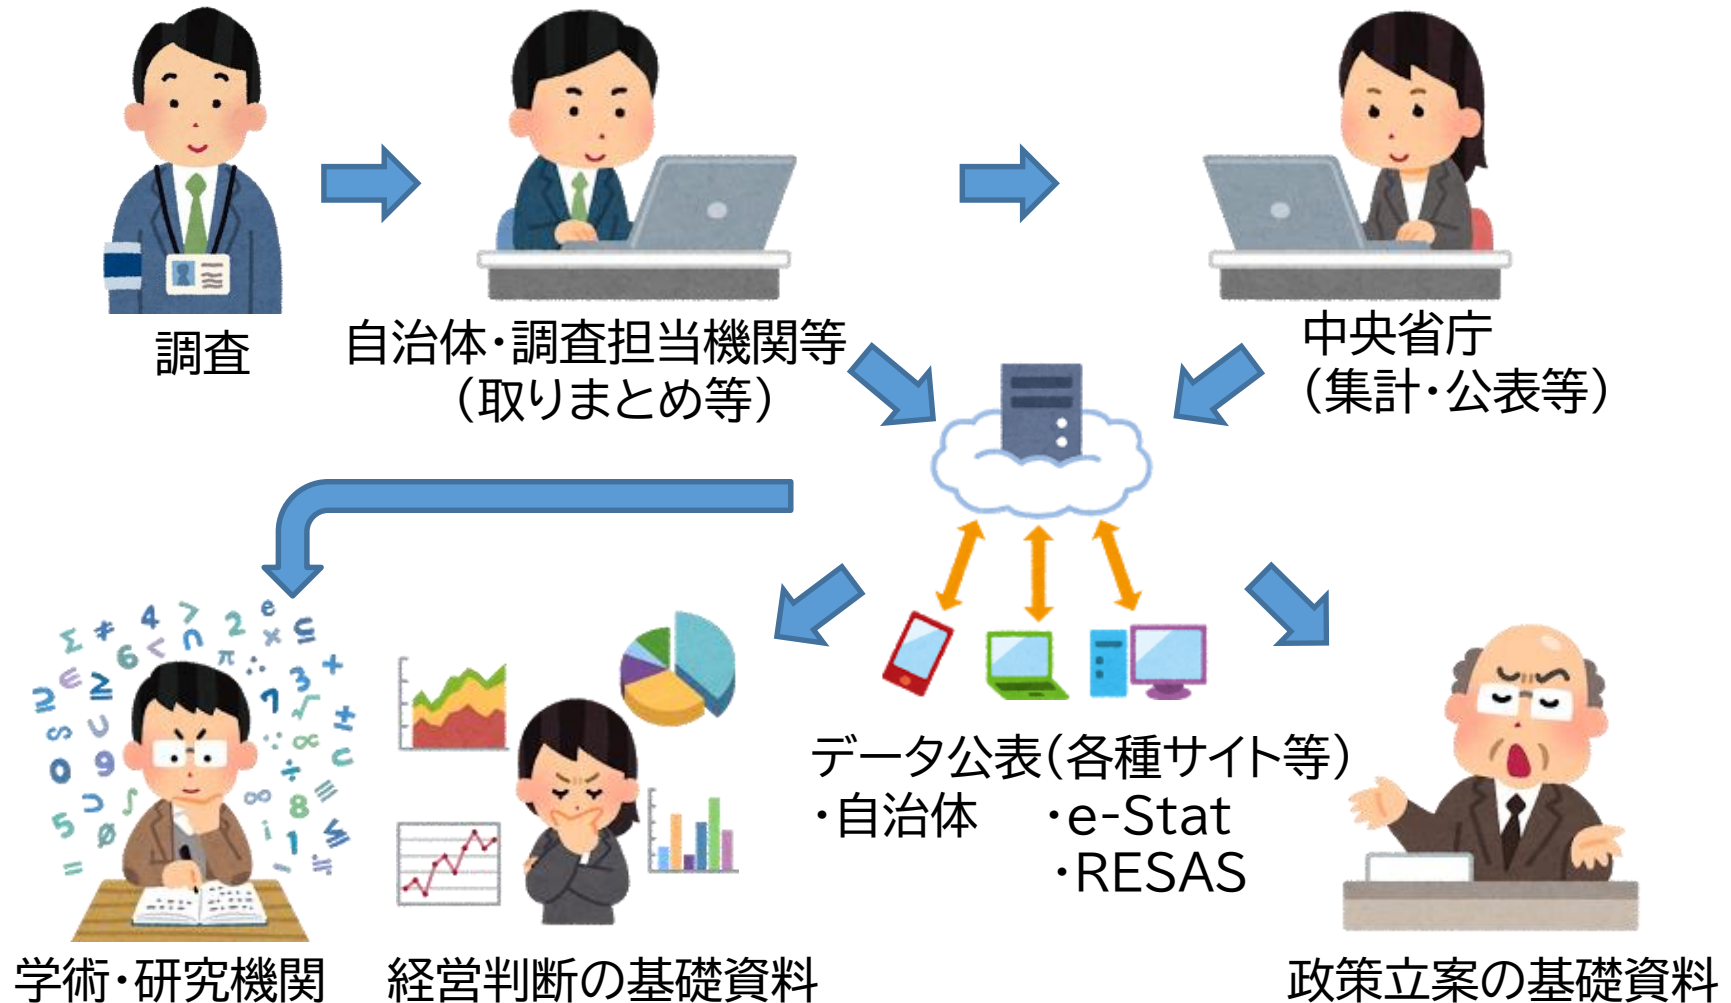 調査
自治体・調査担当機関等
（取りまとめ等）
中央省庁
（集計・公表等）
データ公表（各種サイト等）
・自治体 ・e-Stat
・RESAS
学術・研究機関
経営判断の基礎資料
政策立案の基礎資料